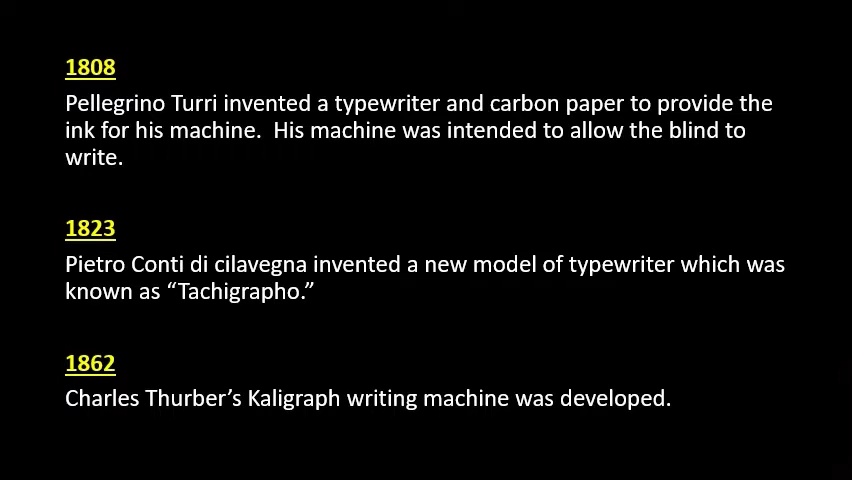 1808
Pellegrino Turri invented a typewriter and carbon paper to provide the
ink for his machine.  His machine was intended to allow the blind to
write.
1823
Pietro Conti di cilavegna invented a new model of typewriter which was
known as “Tachigrapho.”
1862
Charles Thurber’s Kaligraph writing machine was developed.